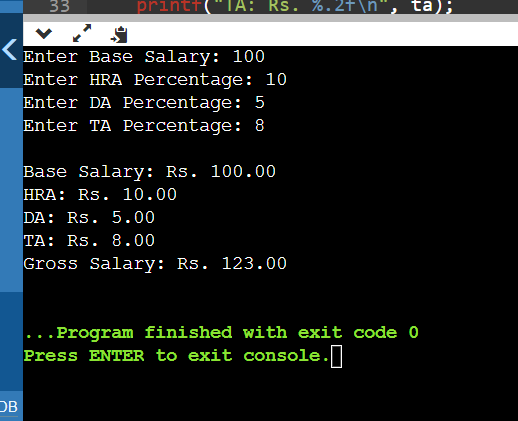 33 printf("TA: Rs. %.2f\n", ta);
Enter Base Salary: 100
Enter HRA Percentage: 10
Enter DA Percentage: 5
Enter TA Percentage: 8
Base Salary: Rs. 100.00
HRA: Rs. 10.00
DA: Rs. 5.00
TA: Rs. 8.00
Gross Salary: Rs. 123.00
...Program finished with exit code 0
Press ENTER to exit console.
DB